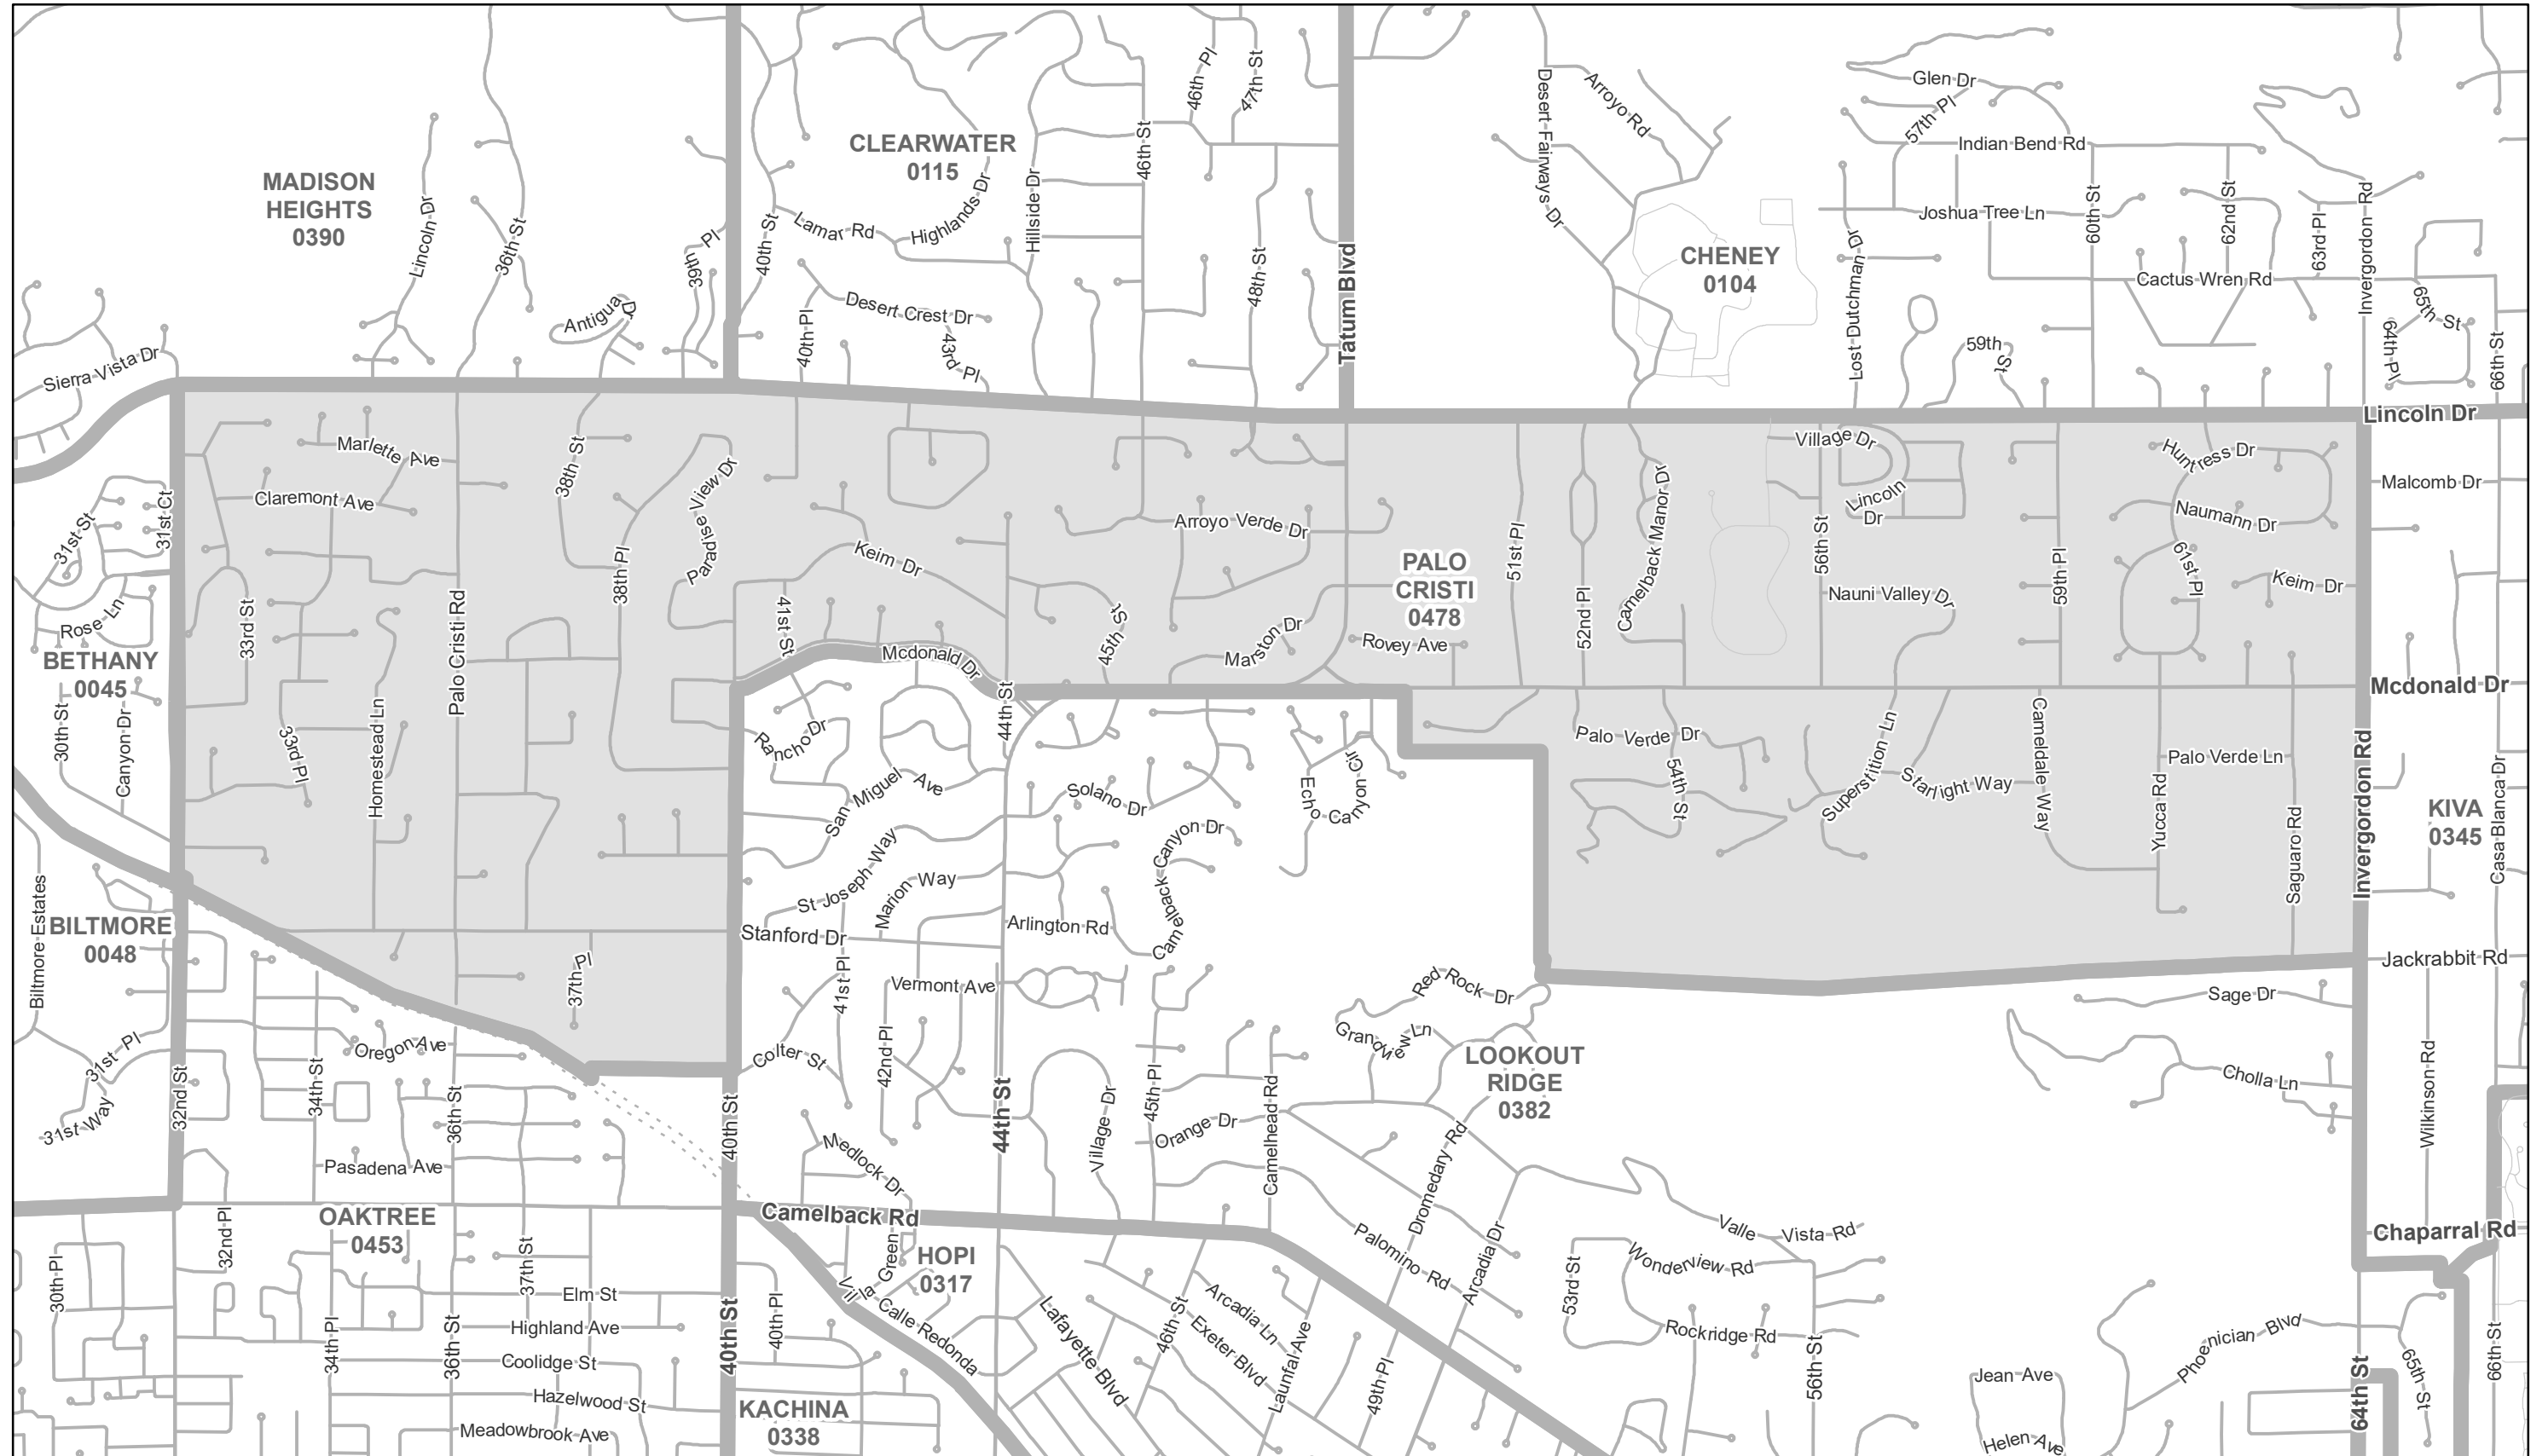 46th Pl
47th St
Desert Fairways Dr
Arroyo Rd
Glen Dr
57th Pl
CLEARWATER
0115
46th St
Indian Bend Rd
MADISON
HEIGHTS
0390
Lincoln Dr
36th St
39th Pl
40th St
Lamar Rd
Highlands Dr
Hillside Dr
48th St
Tatum Blvd
CHENEY
0104
Joshua Tree Ln
60th St
62nd St
63rd Pl
Invergordon Rd
Lost Dutchman Dr
Cactus Wren Rd
65th St
64th Pl
66th St
Antigua Dr
Desert Crest Dr
40th Pl
43rd Pl
59th St
Sierra Vista Dr
Lincoln Dr
Marlette Ave
38th St
Paradise View Dr
Village Dr
Huntress Dr
Malcomb Dr
Claremont Ave
31st Ct
31st St
Arroyo Verde Dr
Camelback Manor Dr
Lincoln
Dr
Naumann Dr
Keim Dr
38th Pl
51st Pl
56th St
PALO
CRISTI
0478
59th Pl
61st Pl
Keim Dr
Nauni Valley Dr
Rose Ln
33rd St
Palo Cristi Rd
41st St
45th St
Marston Dr
Rovey Ave
52nd Pl
BETHANY
0045
Mcdonald Dr
44th St
Mcdonald Dr
30th St
Canyon Dr
33rd Pl
Homestead Ln
Rancho Dr
San Miguel Ave
Solano Dr
Echo Canyon Cir
Palo Verde Dr
54th St
Superstition Ln
Starlight Way
Cameldale Way
Yucca Rd
Palo Verde Ln
Saguaro Rd
Invergordon Rd
KIVA
0345
Casa Blanca Dr
St Joseph Way
Marion Way
Camelback Canyon Dr
Biltmore Estates
BILTMORE
0048
Stanford Dr
Arlington Rd
Jackrabbit Rd
37th Pl
41st Pl
Vermont Ave
Red Rock Dr
Sage Dr
Grandview Ln
31st Pl
Oregon Ave
Colter St
42nd Pl
LOOKOUT
RIDGE
0382
Cholla Ln
Wilkinson Rd
31st Way
32nd St
34th St
36th St
40th St
44th St
Village Dr
45th Pl
Orange Dr
Camelhead Rd
Dromedary Rd
Pasadena Ave
Medlock Dr
Camelback Rd
OAKTREE
0453
32nd Pl
Palomino Rd
Arcadia Dr
Valle Vista Rd
Chaparral Rd
30th Pl
37th St
Green
HOPI
0317
Villa
Calle Redonda
53rd St
Wonderview Rd
Elm St
34th Pl
36th St
Highland Ave
40th St
40th Pl
Lafayette Blvd
46th St
Arcadia Ln
Exeter Blvd
Launfal Ave
49th Pl
Rockridge Rd
56th St
Phoenician Blvd
Coolidge St
Hazelwood St
Meadowbrook Ave
KACHINA
0338
Jean Ave
Helen Ave
64th St
65th St
66th St